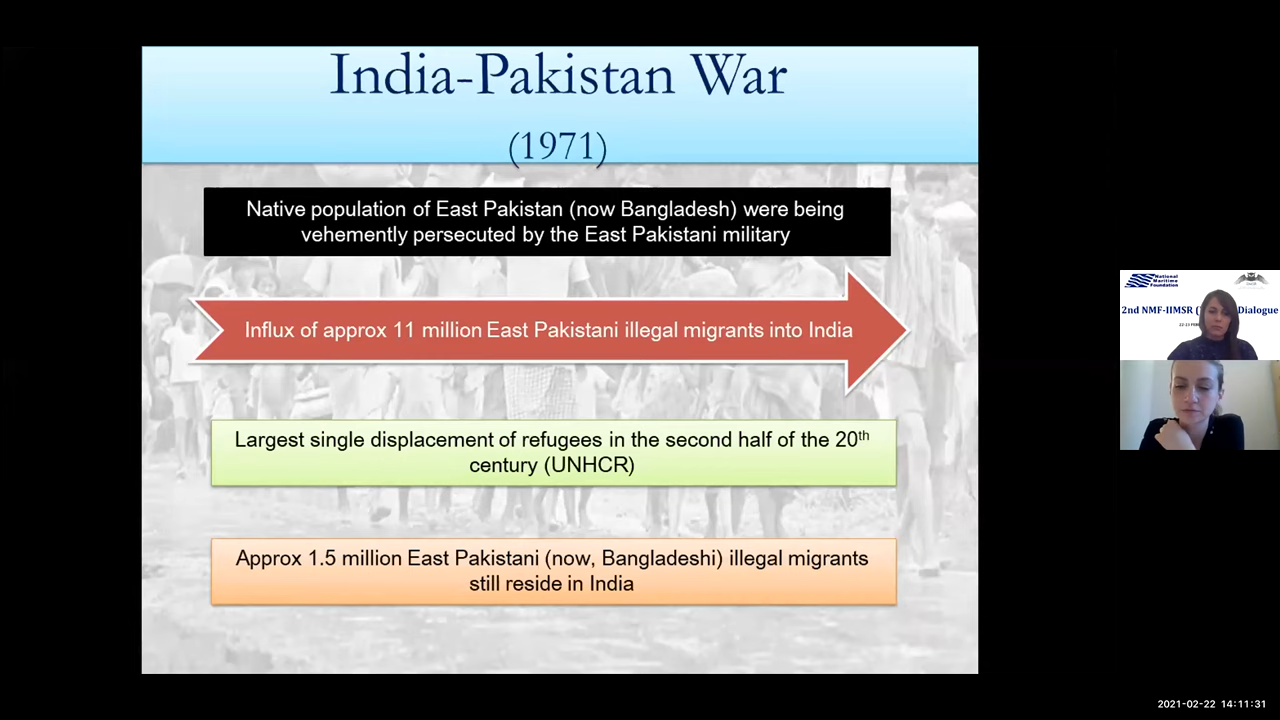 India-Pakistan War
(1971)
Native population of East Pakistan (now Bangladesh) were being
vehemently persecuted by the East Pakistani military
Influx of approx 11 million East Pakistani illegal migrants into India
Largest single displacement of refugees in the second half of the 20th
century (UNHCR)
Approx 1.5 million East Pakistani (now, Bangladeshi) illegal migrants
still reside in India
National
Maritime
Foundation
2nd NMF-IIMSR Dialogue
2021-02-22 14:11:31